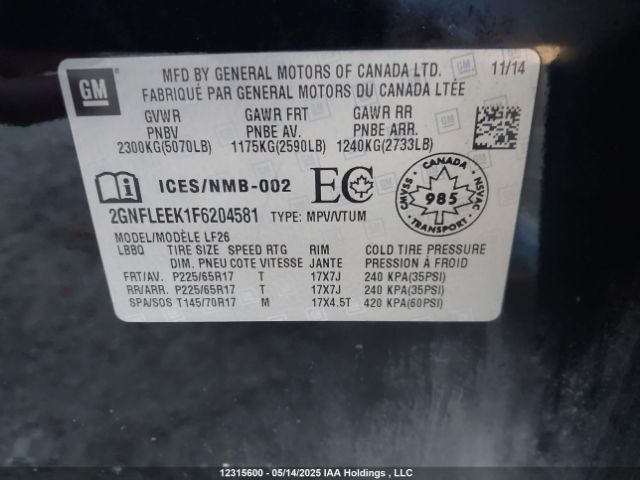 GM
MFD BY GENERAL MOTORS OF CANADA LTD. 11/14
FABRIQUÉ PAR GENERAL MOTORS DU CANADA LTÉE
GVWR GAWR FRT GAWR RR
PNBV PNBE AV. PNBE ARR.
2300KG(5070LB) 1175KG(2590LB) 1240KG(2733LB)
ICES/NMB-002 EC
CANADA CMVSS NSVAC 985 TRANSPORT
2GNFLEEK1F6204581 TYPE: MPV/VTUM
MODEL/MODÈLE LF26
LBBQ TIRE SIZE SPEED RTG RIM COLD TIRE PRESSURE
DIM. PNEU COTE VITESSE JANTE PRESSION À FROID
FRT/AV. P225/65R17 T 17X7J 240 KPA(35PSI)
RR/ARR. P225/65R17 T 17X7J 240 KPA(35PSI)
SPA/SOS T145/70R17 M 17X4.5T 420 KPA(60PSI)
12315600 - 05/14/2025 IAA Holdings , LLC